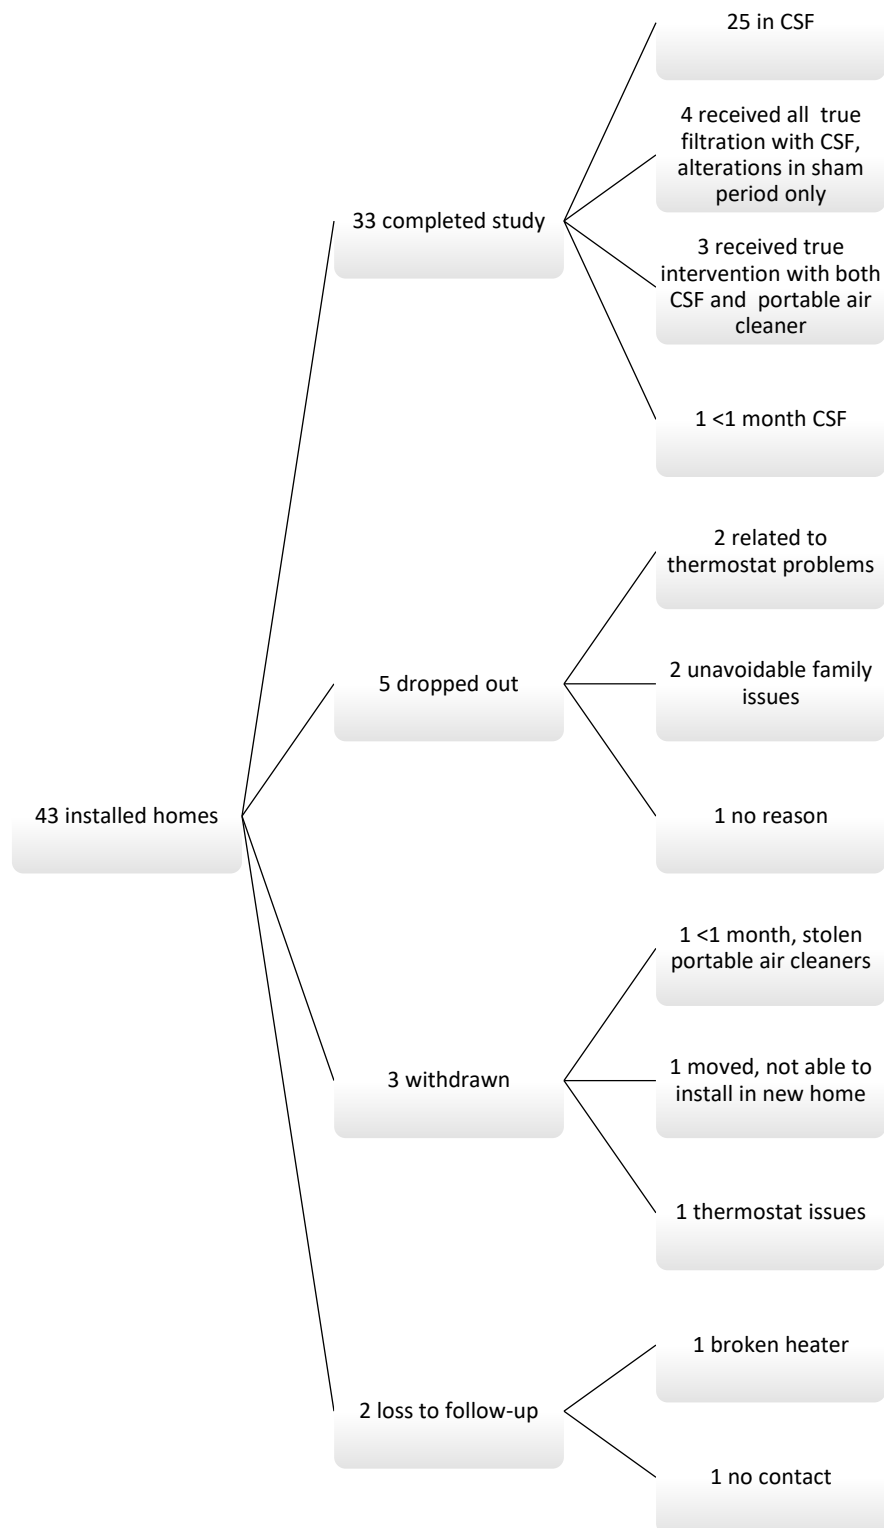 43 installed homes
33 completed study
25 in CSF
4 received all true
filtration with CSF,
alterations in sham
period only
3 received true
intervention with both
CSF and portable air
cleaner
1 <1 month CSF
5 dropped out
2 related to
thermostat problems
2 unavoidable family
issues
1 no reason
3 withdrawn
1 <1 month, stolen
portable air cleaners
1 moved, not able to
install in new home
1 thermostat issues
2 loss to follow-up
1 broken heater
1 no contact